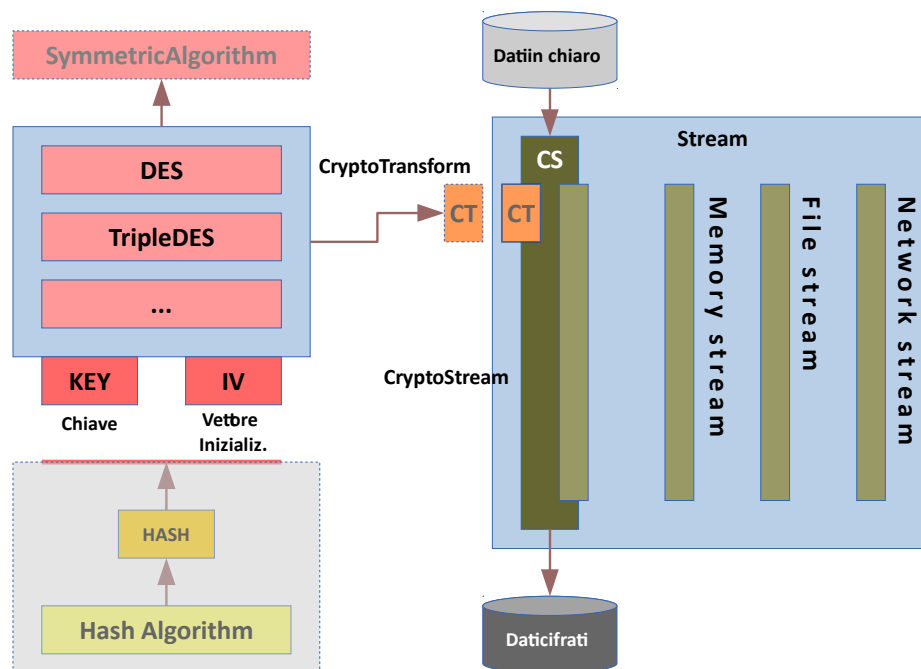 SymmetricAlgorithm
DES
TripleDES
...
KEY
IV
Chiave
Vettore
Inizializ.
HASH
Hash Algorithm
CryptoTransform
CT
CT
Datiin chiaro
CS
Stream
CryptoStream
Memory stream
File stream
Network stream
Daticifrati